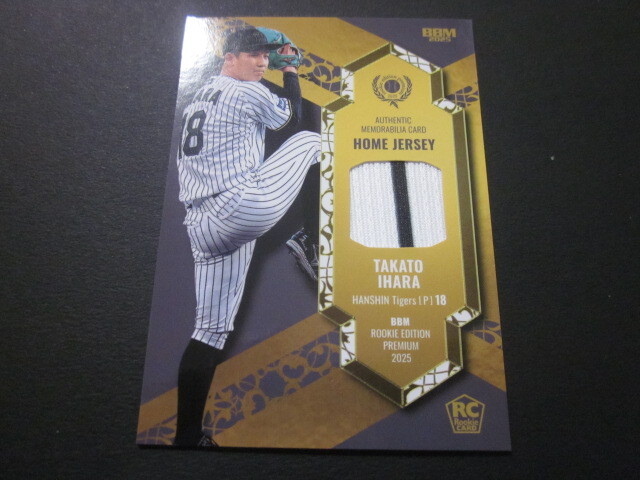 BBM
AUTHENTIC
MEMORABILIA CARD
HOME JERSEY
18
TAKATO
IHARA
HANSHIN Tigers [ P ] 18
BBM
ROOKIE EDITION
PREMIUM
2025
RC
Rookie
CARD